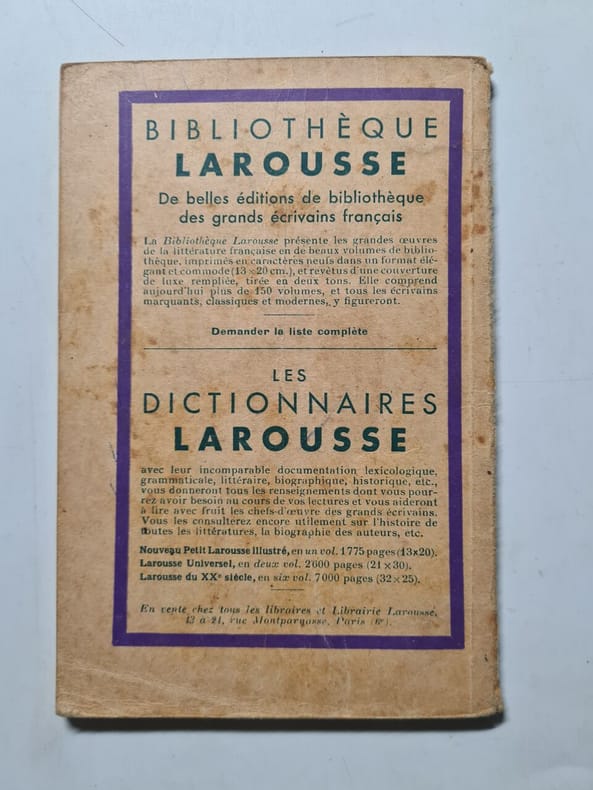 BIBLIOTHÈQUE
LAROUSSE
De belles éditions de bibliothèque
des grands écrivains français
La Bibliothèque Larousse présente les grandes œuvres
de la littérature française en de beaux volumes de biblio-
thèque, imprimés en caractères neufs dans un format élé-
gant et commode (13 × 20 cm.), et revêtus d'une couverture
de luxe rempliée, tirée en deux tons. Elle comprend
aujourd'hui plus de 150 volumes, et tous les écrivains
marquants, classiques et modernes, y figureront.
Demander la liste complète
LES
DICTIONNAIRES
LAROUSSE
avec leur incomparable documentation lexicologique,
grammaticale, littéraire, biographique, historique, etc.,
vous donneront tous les renseignements dont vous pour-
rez avoir besoin au cours de vos lectures et vous aideront
à lire avec fruit les chefs-d'œuvre des grands écrivains.
Vous les consulterez encore utilement sur l'histoire de
toutes les littératures, la biographie des auteurs, etc.
Nouveau Petit Larousse Illustré, en un vol. 1775 pages (13×20).
Larousse Universel, en deux vol. 2600 pages (21 × 30).
Larousse du XXe siècle, en six vol. 7000 pages (32 × 25).
En vente chez tous les libraires et Librairie Larousse,
13 à 21, rue Montparnasse, Paris (6e).